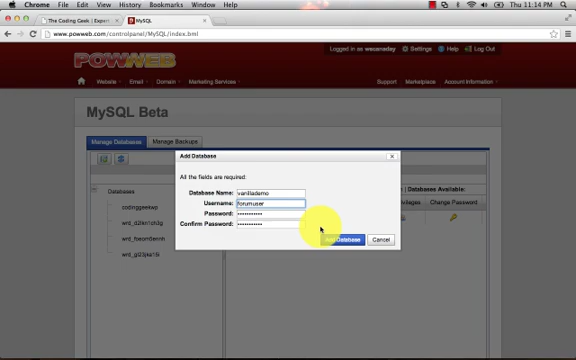 Chrome File Edit View History Bookmarks Window Help Thu 11:14 PM
The Coding Geek | Expert MySQL
www.powweb.com/controlpanel/MySQL/index.bml
Logged in as wscanaday Settings Help Log Out
POWWEB
Website Email Domain Marketing Services Support Marketplace Account Information
MySQL Beta
Manage Databases Manage Backups
Add Database
All the fields are required:
Databases
Databases Available:
Database Name: vanillademo
Username: forumuser
Change Password
Password:
Confirm Password:
codinggeekwp
Add Database Cancel